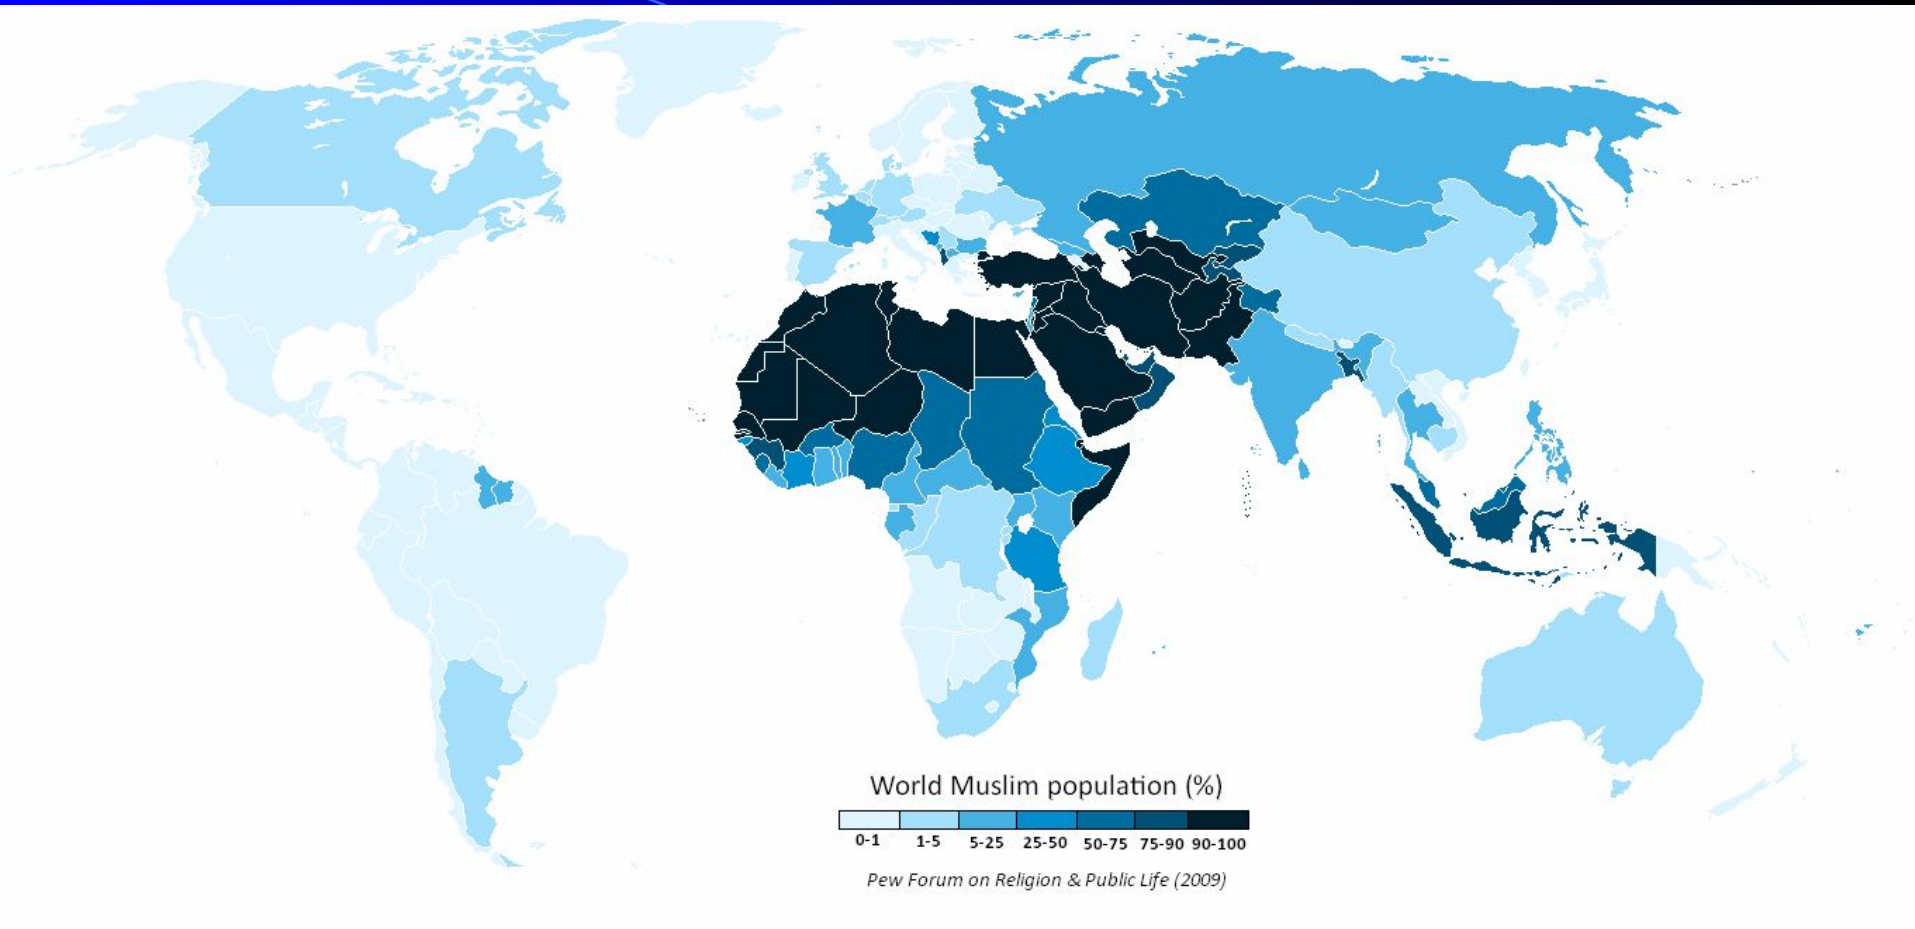 World Muslim population (%)
0-1 1-5 5-25 25-50 50-75 75-90 90-100
Pew Forum on Religion & Public Life (2009)